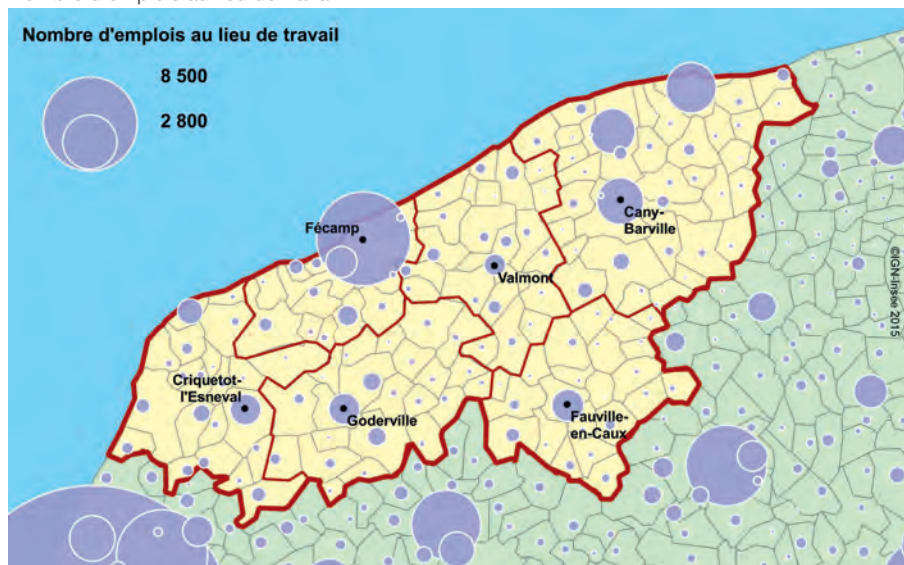 Nombre d'emplois au lieu de travail
8 500
2 800
Fécamp
Cany-
Barville
Valmont
Criquetot-
l'Esneval
Goderville
Fauville-
en-Caux
©IGN-Insee 2015